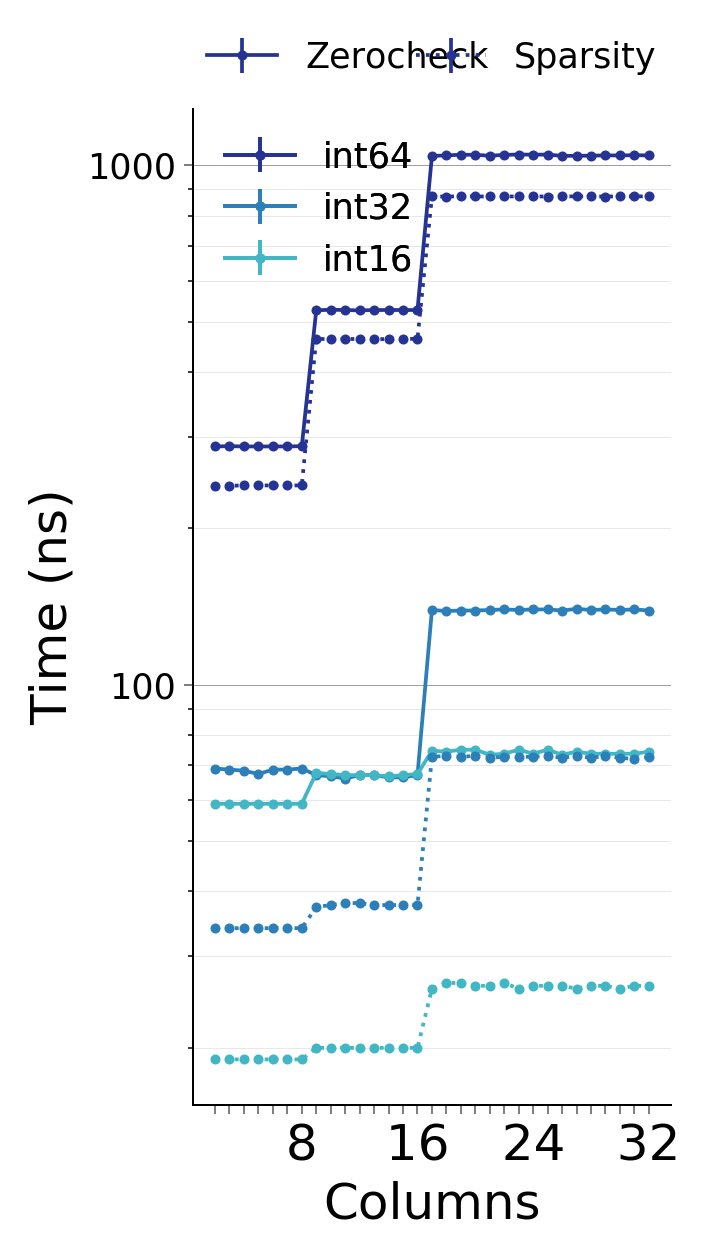 Zerocheck Sparsity
int64
int32
int16
1000
100
Time (ns)
8 16 24 32
Columns